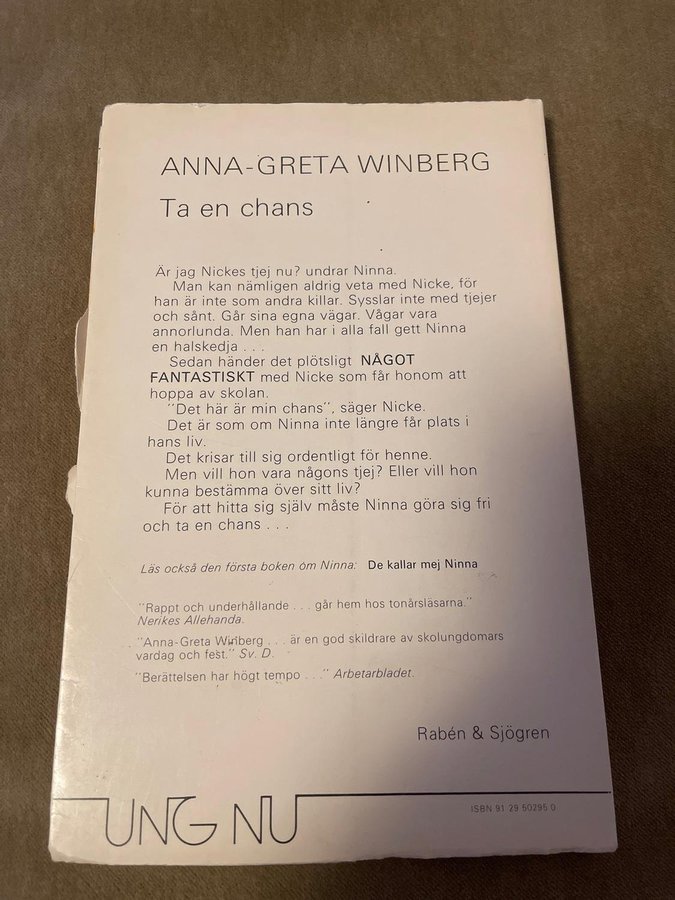 ANNA-GRETA WINBERG
Ta en chans
Är jag Nickes tjej nu? undrar Ninna.
Man kan nämligen aldrig veta med Nicke, för
han är inte som andra killar. Sysslar inte med tjejer
och sånt. Går sina egna vägar. Vågar vara
annorlunda. Men han har i alla fall gett Ninna
en halskedja . . .
Sedan händer det plötsligt NÅGOT
FANTASTISKT med Nicke som får honom att
hoppa av skolan.
"Det här är min chans", säger Nicke.
Det är som om Ninna inte längre får plats i
hans liv.
Det krisar till sig ordentligt för henne.
Men vill hon vara någons tjej? Eller vill hon
kunna bestämma över sitt liv?
För att hitta sig själv måste Ninna göra sig fri
och ta en chans . . .
Läs också den första boken om Ninna: De kallar mej Ninna
"Rappt och underhållande . . . går hem hos tonårsläsarna."
Nerikes Allehanda.
"Anna-Greta Winberg . . . är en god skildrare av skolungdomars
vardag och fest." Sv. D.
"Berättelsen har högt tempo . . ." Arbetarbladet.
Rabén & Sjögren
UNG NU
ISBN 91 29 50295 0